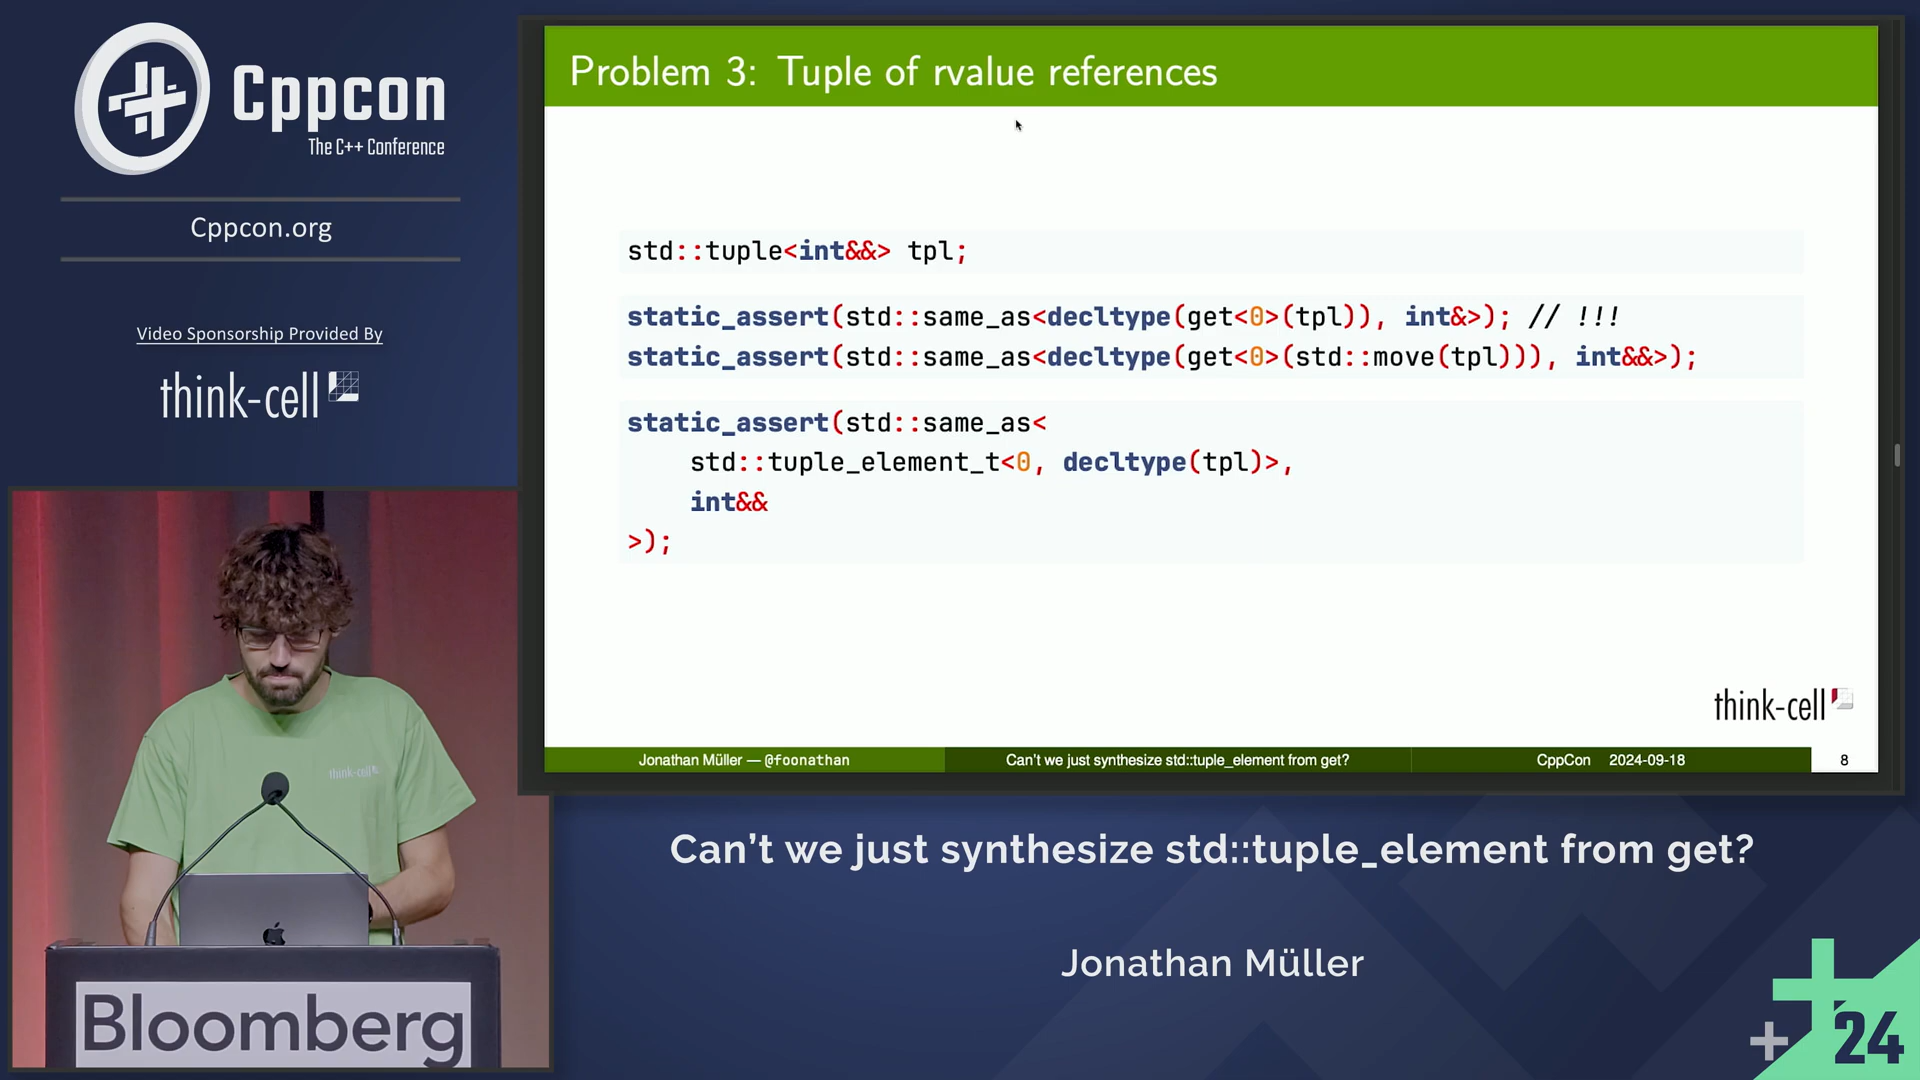 Cppcon
The C++ Conference
Cppcon.org
Video Sponsorship Provided By
think-cell
Problem 3: Tuple of rvalue references
std::tuple<int&&> tpl;
static_assert(std::same_as<decltype(get<0>(tpl)), int&>); // !!!
static_assert(std::same_as<decltype(get<0>(std::move(tpl))), int&&>);
static_assert(std::same_as<
    std::tuple_element_t<0, decltype(tpl)>,
    int&&
>);
think-cell
Jonathan Müller — @foonathan
Can't we just synthesize std::tuple_element from get?
CppCon 2024-09-18
8
think-cell
Bloomberg
Can't we just synthesize std::tuple_element from get?
Jonathan Müller
24